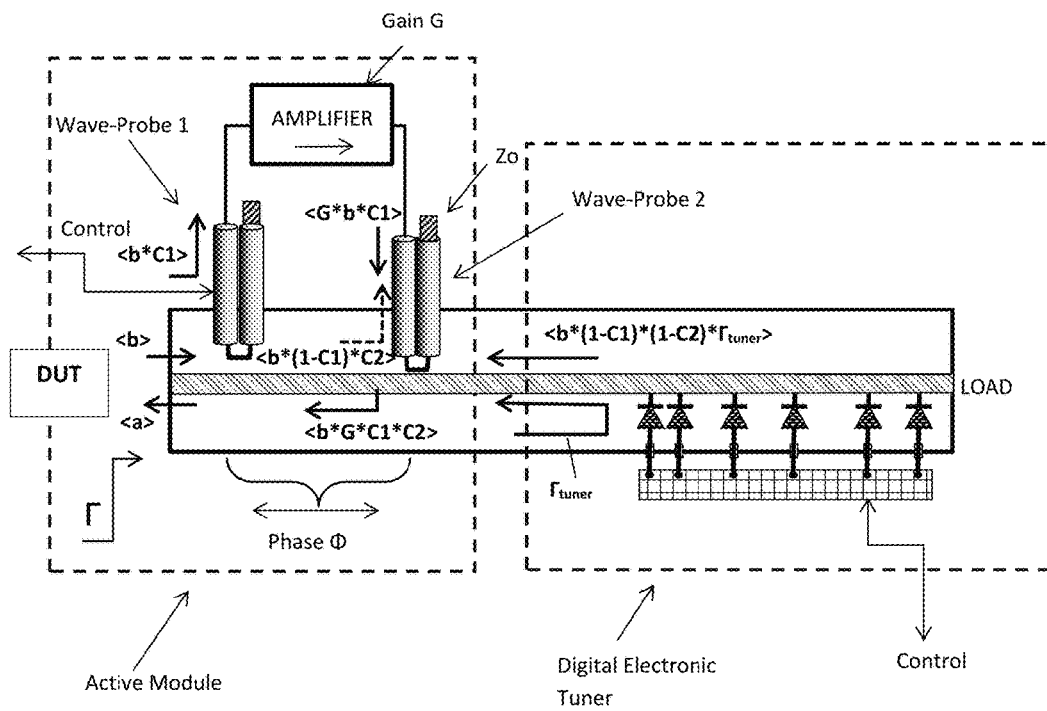 Gain G
AMPLIFIER
Wave-Probe 1
Zo
Wave-Probe 2
<G*b*C1>
Control
<b*C1>
<b>
<b*(1-C1)*C2>
<b*(1-C1)*(1-C2)*Γtuner>
DUT
LOAD
<a>
<b*G*C1*C2>
Γtuner
Γ
Phase Φ
Active Module
Digital Electronic
Tuner
Control